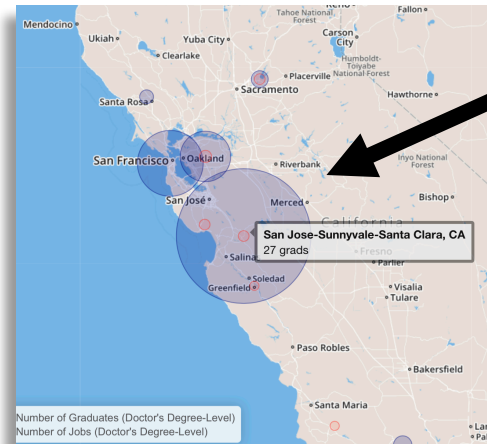 Mendocino
Ukiah
Yuba City
Tahoe National
Forest
Carson
City
Fallon
Clearlake
Humboldt-
Toiyabe
National Forest
Placerville
Sacramento
Hawthorne
Santa Rosa
San Francisco
Oakland
Riverbank
Inyo National
Forest
San José
Merced
Bishop
California
San Jose-Sunnyvale-Santa Clara, CA
27 grads
Salina
Fresno
Parlier
Soledad
Greenfield
Visalia
Tulare
Paso Robles
Bakersfield
Santa Maria
Number of Graduates (Doctor's Degree-Level)
Number of Jobs (Doctor's Degree-Level)